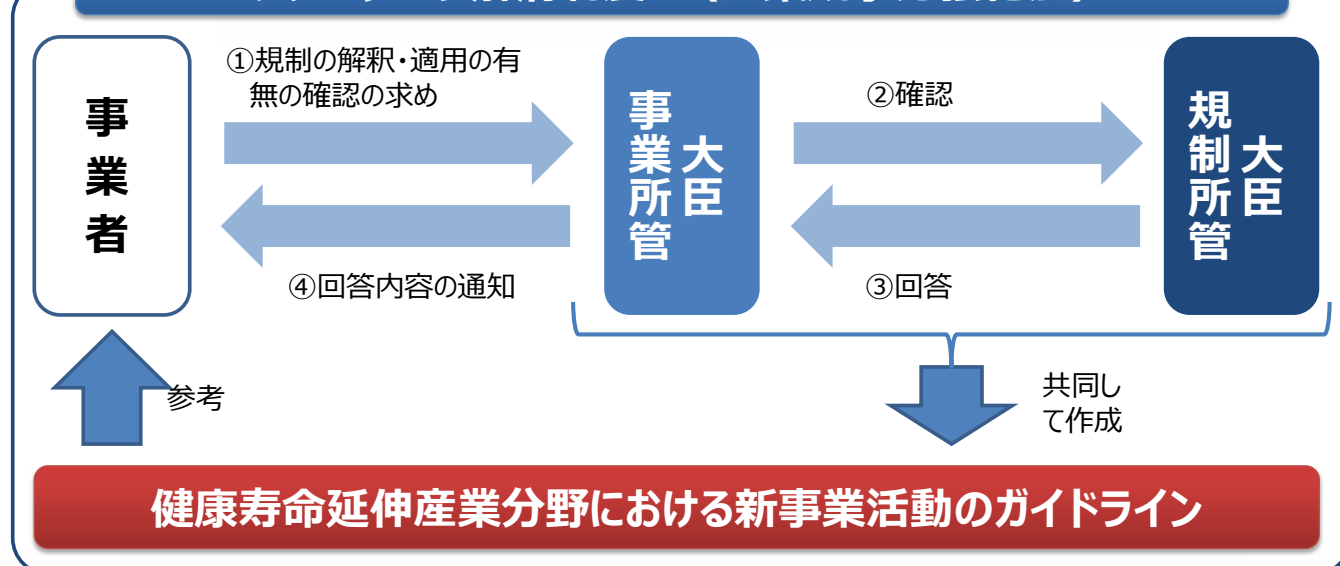 ①規制の解釈・適用の有
無の確認の求め
②確認
事業者
事業所管
大臣
規制所管
大臣
④回答内容の通知
③回答
参考
共同し
て作成
健康寿命延伸産業分野における新事業活動のガイドライン